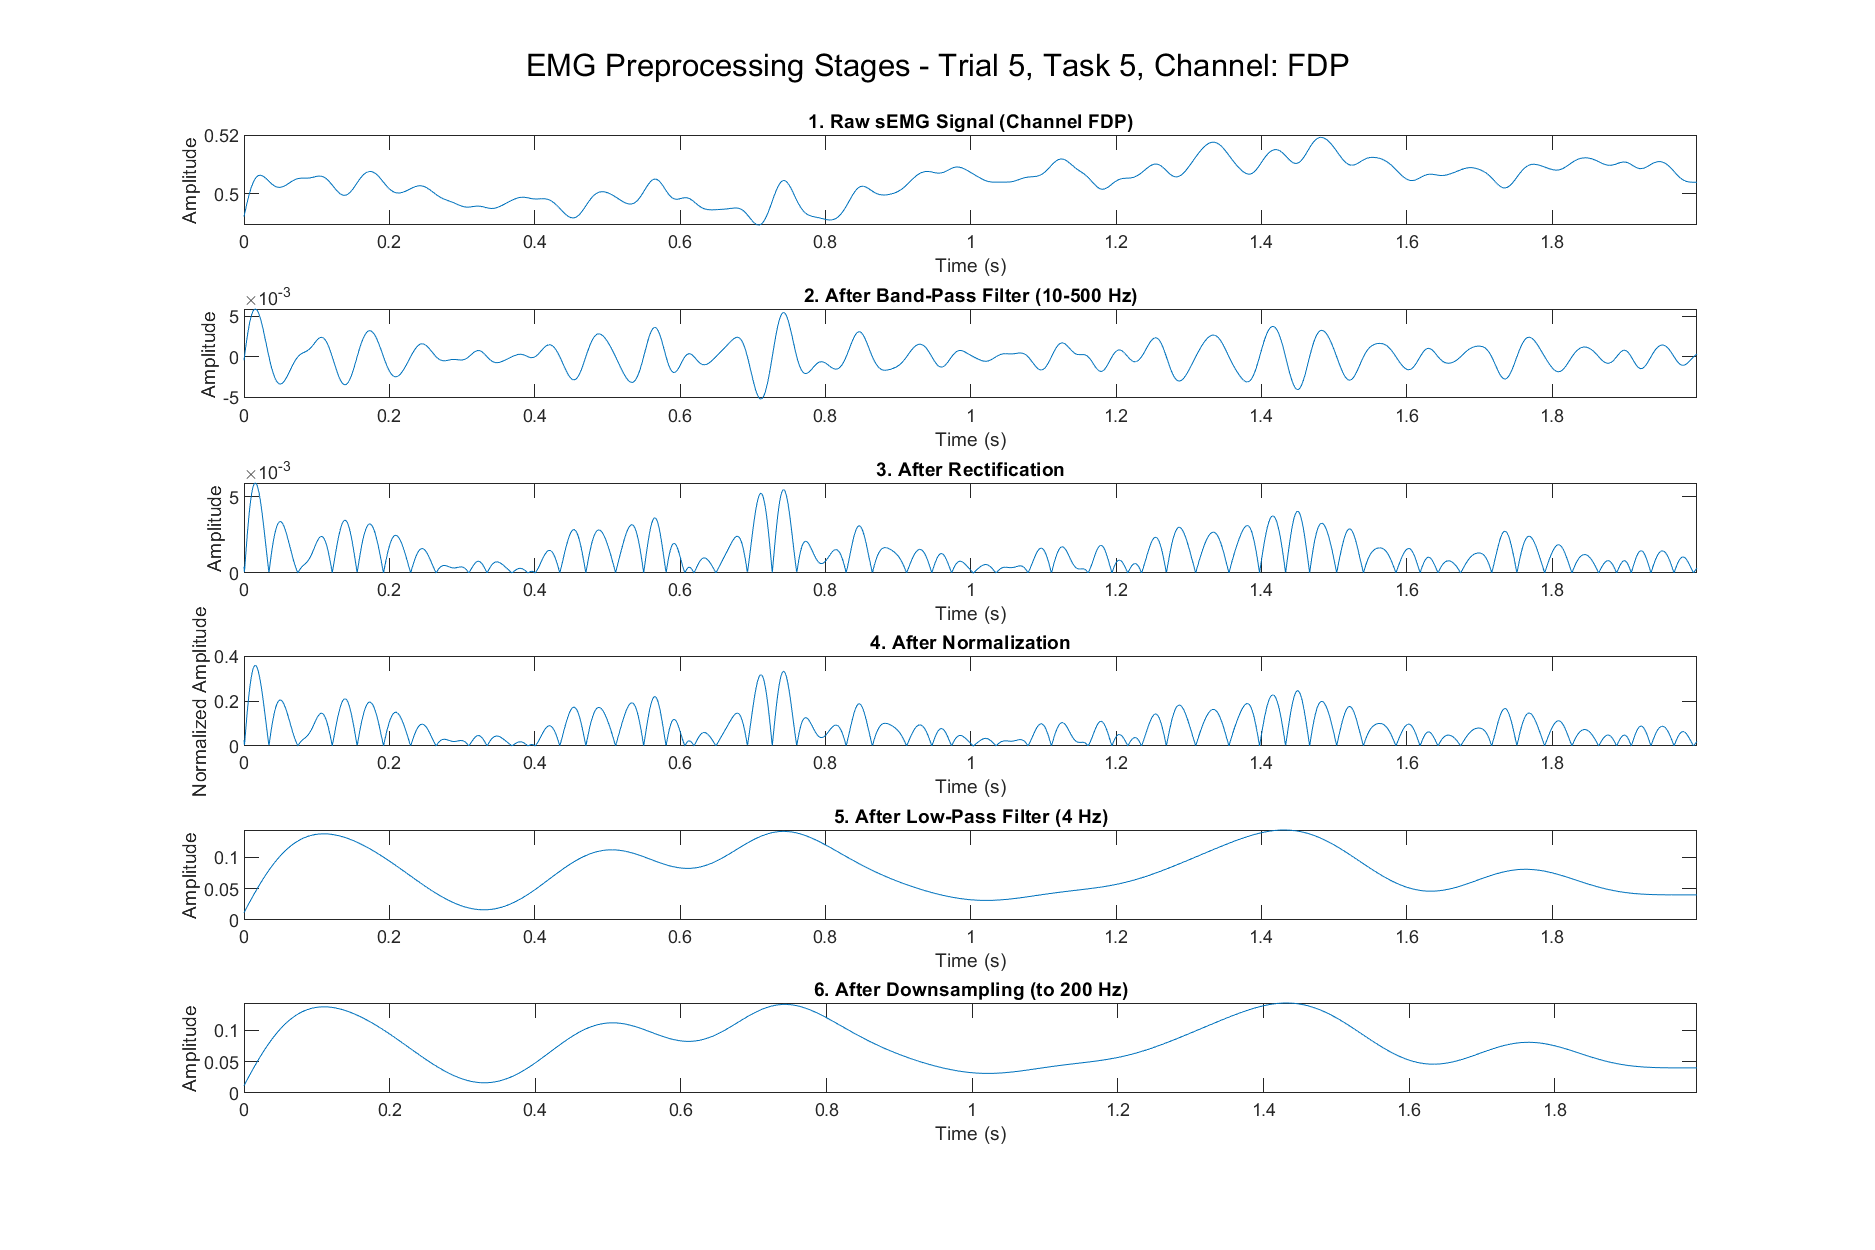 EMG Preprocessing Stages - Trial 5, Task 5, Channel: FDP
1. Raw sEMG Signal (Channel FDP)
Amplitude
0.52
0.5
0 0.2 0.4 0.6 0.8 1 1.2 1.4 1.6 1.8
Time (s)
2. After Band-Pass Filter (10-500 Hz)
×10⁻³
Amplitude
5
0
-5
0 0.2 0.4 0.6 0.8 1 1.2 1.4 1.6 1.8
Time (s)
3. After Rectification
×10⁻³
Amplitude
5
0
0 0.2 0.4 0.6 0.8 1 1.2 1.4 1.6 1.8
Time (s)
4. After Normalization
Normalized Amplitude
0.4
0.2
0
0 0.2 0.4 0.6 0.8 1 1.2 1.4 1.6 1.8
Time (s)
5. After Low-Pass Filter (4 Hz)
Amplitude
0.1
0.05
0
0 0.2 0.4 0.6 0.8 1 1.2 1.4 1.6 1.8
Time (s)
6. After Downsampling (to 200 Hz)
Amplitude
0.1
0.05
0
0 0.2 0.4 0.6 0.8 1 1.2 1.4 1.6 1.8
Time (s)